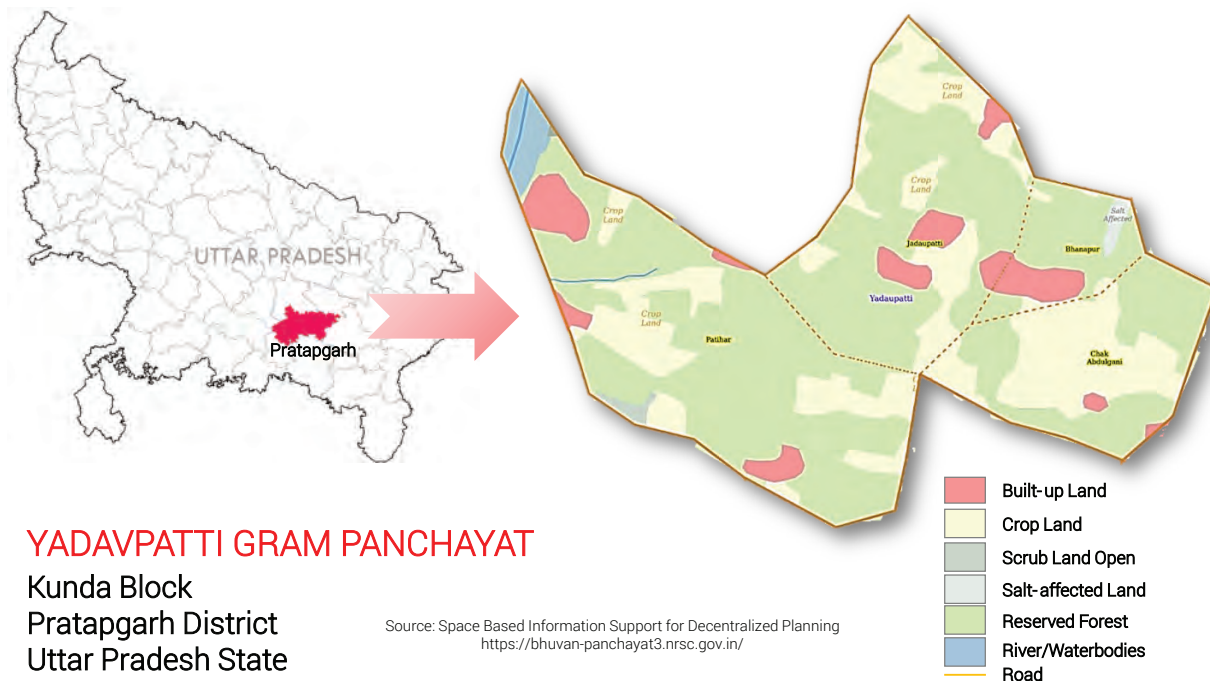 UTTAR PRADESH
Pratapgarh
Crop
Land
Crop
Land
Crop
Land
Salt
Affected
Jadaupatti
Bhanapur
Yadaupatti
Crop
Land
Patihar
Chak
Abdulgani
YADAVPATTI GRAM PANCHAYAT
Kunda Block
Pratapgarh District
Uttar Pradesh State
Source: Space Based Information Support for Decentralized Planning
https://bhuvan-panchayat3.nrsc.gov.in/
Built-up Land
Crop Land
Scrub Land Open
Salt-affected Land
Reserved Forest
River/Waterbodies
Road